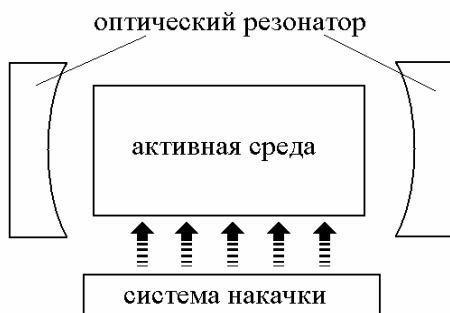 оптический резонатор
активная среда
система накачки